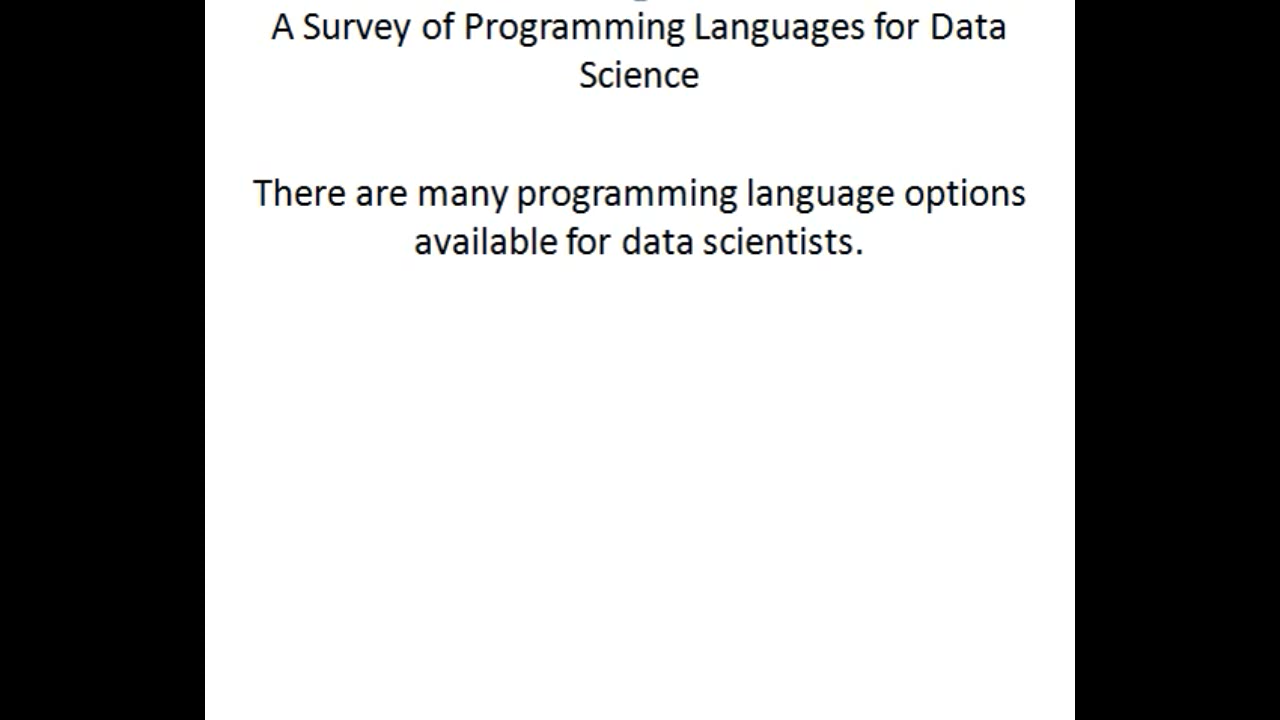 A Survey of Programming Languages for Data
Science
There are many programming language options
available for data scientists.